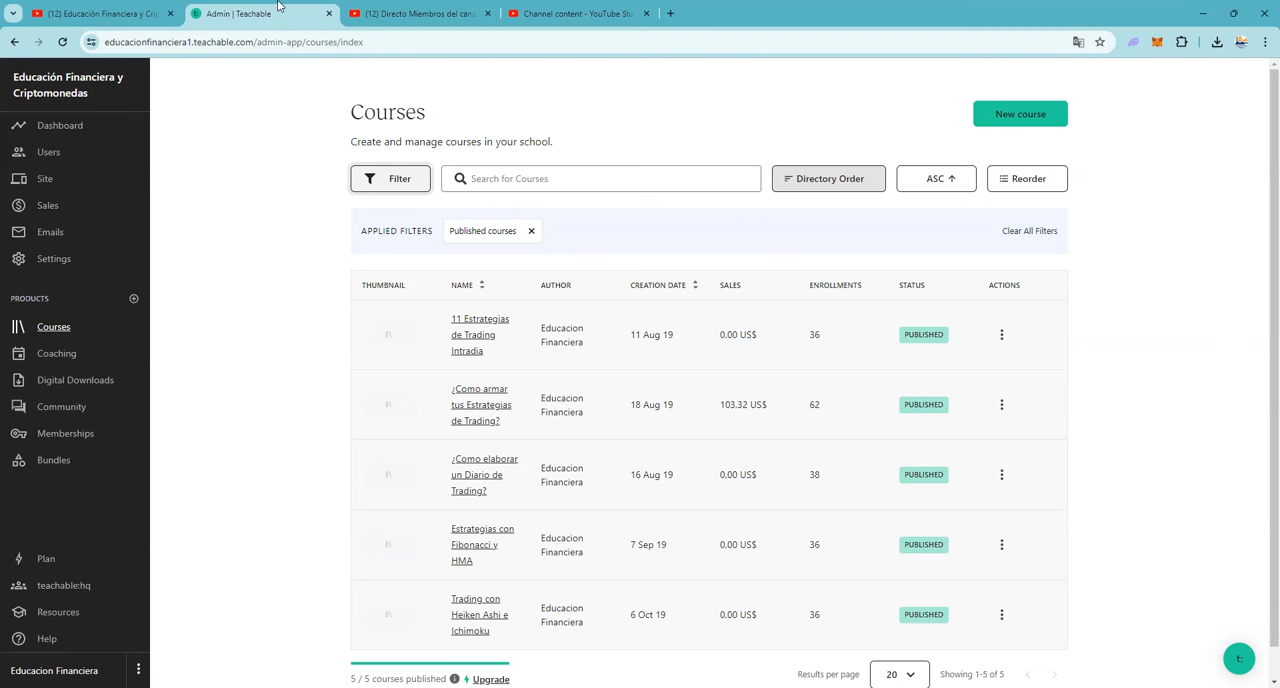 (12) Educación Financiera y Crip
Admin | Teachable
(12) Directo Miembros del cana
Channel content - YouTube Stu
educacionfinanciera1.teachable.com/admin-app/courses/index
Educación Financiera y
Criptomonedas
Dashboard
Users
Site
Sales
Emails
Settings
PRODUCTS
Courses
Coaching
Digital Downloads
Community
Memberships
Bundles
Plan
teachable:hq
Resources
Help
Educacion Financiera
Courses
New course
Create and manage courses in your school.
Filter
Search for Courses
Directory Order
ASC
Reorder
APPLIED FILTERS
Published courses
Clear All Filters
THUMBNAIL NAME AUTHOR CREATION DATE SALES ENROLLMENTS STATUS ACTIONS
11 Estrategias
de Trading
Intradia
Educacion
Financiera
11 Aug 19
0,00 US$
36
PUBLISHED
¿Como armar
tus Estrategias
de Trading?
Educacion
Financiera
18 Aug 19
103,32 US$
62
PUBLISHED
¿Como elaborar
un Diario de
Trading?
Educacion
Financiera
16 Aug 19
0,00 US$
38
PUBLISHED
Estrategias con
Fibonacci y
HMA
Educacion
Financiera
7 Sep 19
0,00 US$
36
PUBLISHED
Trading con
Heiken Ashi e
Ichimoku
Educacion
Financiera
6 Oct 19
0,00 US$
36
PUBLISHED
5 / 5 courses published
Upgrade
Results per page
20
Showing 1-5 of 5
t: